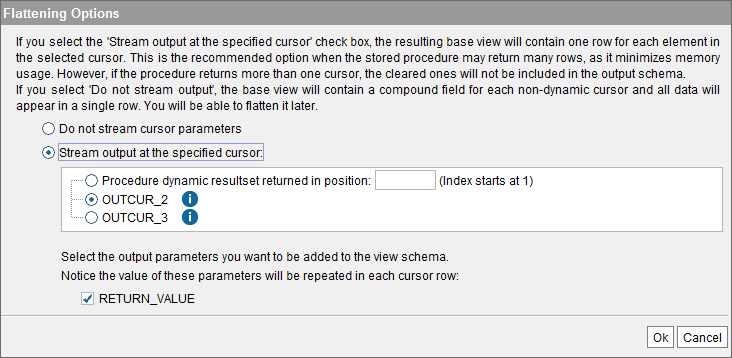 Flattening Options
If you select the 'Stream output at the specified cursor' check box, the resulting base view will contain one row for each element in
the selected cursor. This is the recommended option when the stored procedure may return many rows, as it minimizes memory
usage. However, if the procedure returns more than one cursor, the cleared ones will not be included in the output schema.
If you select 'Do not stream output', the base view will contain a compound field for each non-dynamic cursor and all data will
appear in a single row. You will be able to flatten it later.
Do not stream cursor parameters
Stream output at the specified cursor:
Procedure dynamic resultset returned in position: (Index starts at 1)
OUTCUR_2 i
OUTCUR_3 i
Select the output parameters you want to be added to the view schema.
Notice the value of these parameters will be repeated in each cursor row:
RETURN_VALUE
Ok Cancel